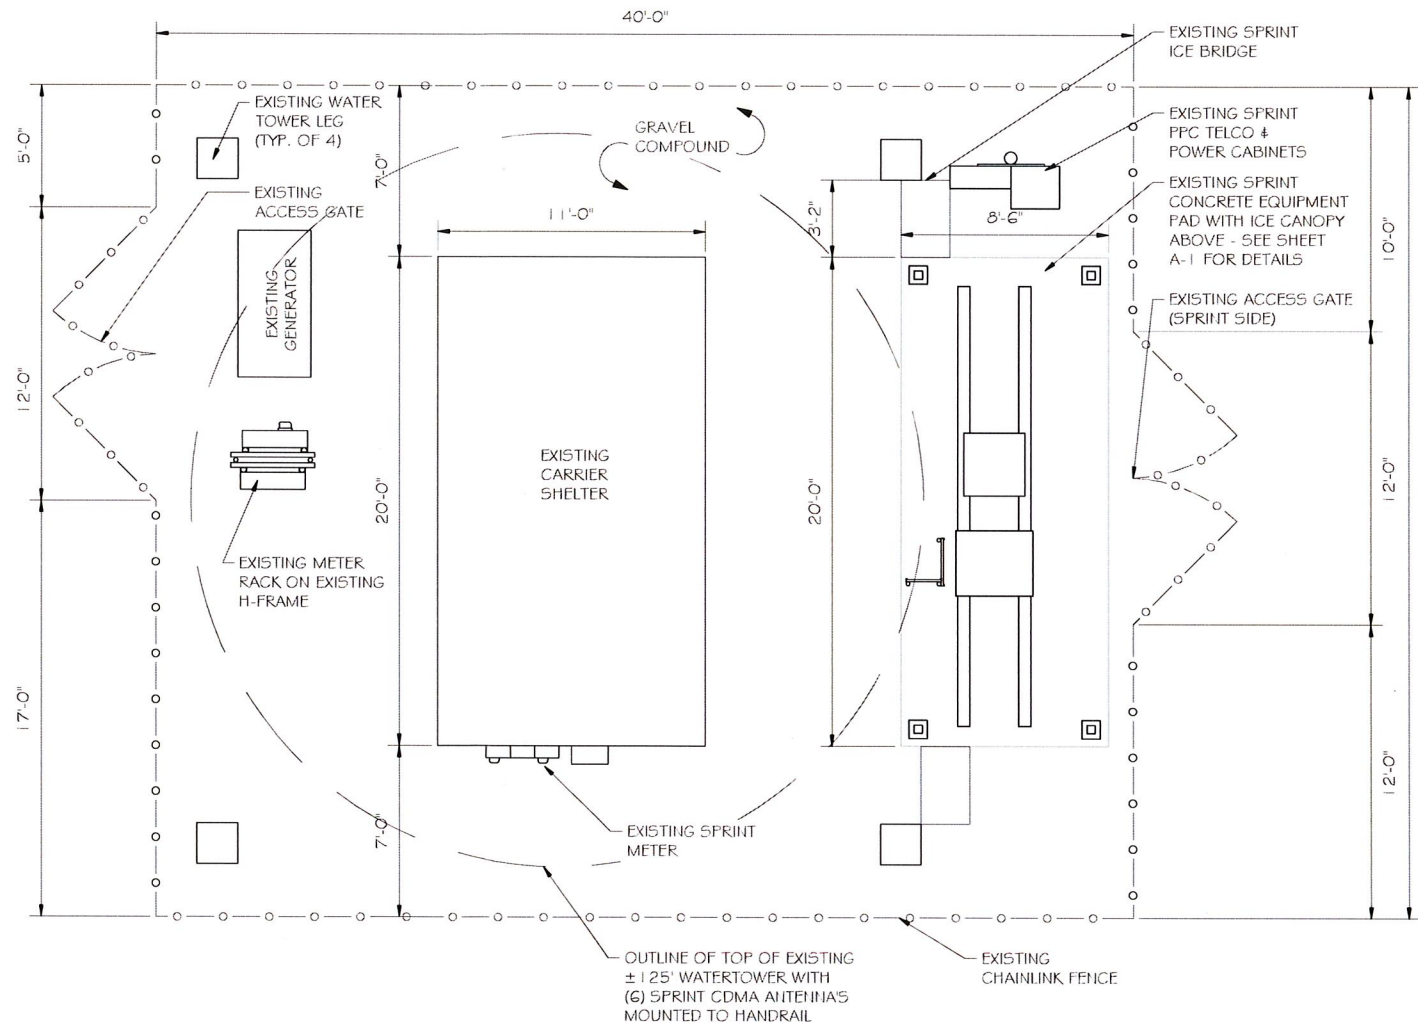 40'-0"
EXISTING SPRINT
ICE BRIDGE
EXISTING WATER
TOWER LEG
(TYP. OF 4)
GRAVEL
COMPOUND
EXISTING SPRINT
PPC TELCO &
POWER CABINETS
5'-0"
7'-0"
EXISTING
ACCESS GATE
11'-0"
3'-2"
8'-6"
EXISTING SPRINT
CONCRETE EQUIPMENT
PAD WITH ICE CANOPY
ABOVE - SEE SHEET
A-1 FOR DETAILS
10'-0"
EXISTING
GENERATOR
EXISTING ACCESS GATE
(SPRINT SIDE)
12'-0"
EXISTING
CARRIER
SHELTER
20'-0"
20'-0"
12'-0"
EXISTING METER
RACK ON EXISTING
H-FRAME
17'-0"
7'-0"
EXISTING SPRINT
METER
12'-0"
OUTLINE OF TOP OF EXISTING
±125' WATERTOWER WITH
(6) SPRINT CDMA ANTENNA'S
MOUNTED TO HANDRAIL
EXISTING
CHAINLINK FENCE